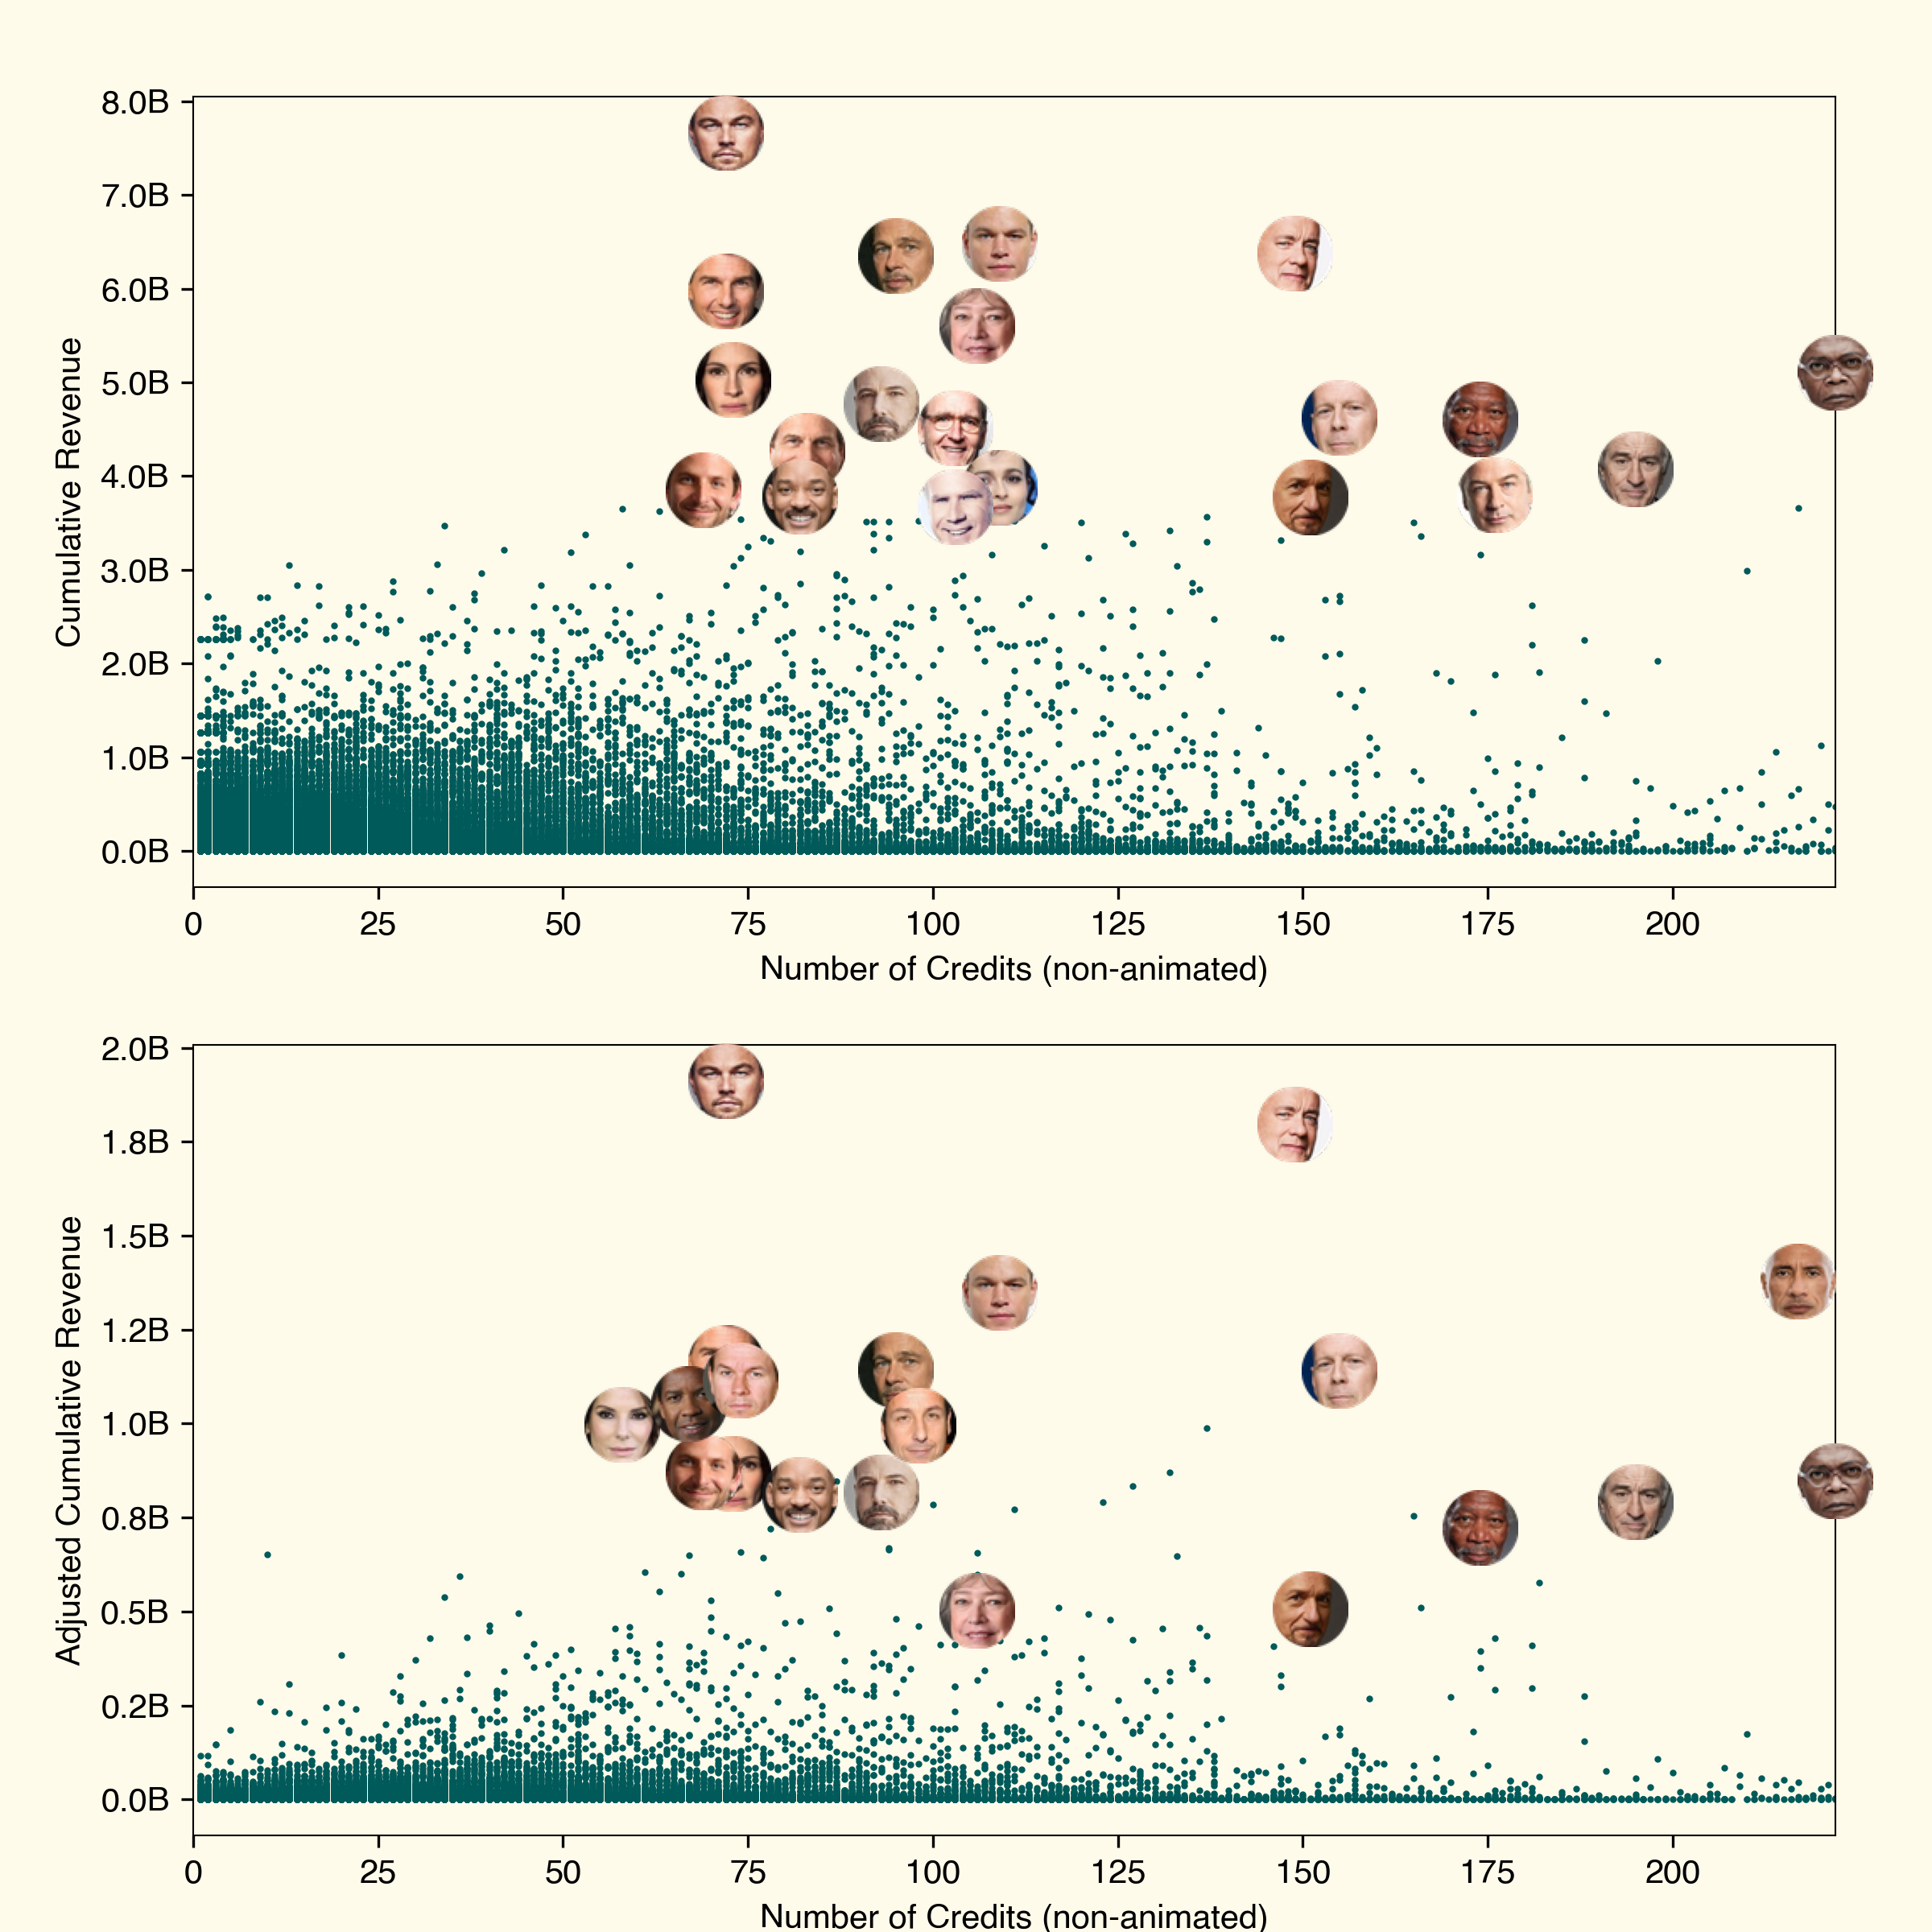 8.0B
7.0B
6.0B
5.0B
4.0B
3.0B
2.0B
1.0B
0.0B
Cumulative Revenue
0 25 50 75 100 125 150 175 200
Number of Credits (non-animated)
2.0B
1.8B
1.5B
1.2B
1.0B
0.8B
0.5B
0.2B
0.0B
Adjusted Cumulative Revenue
0 25 50 75 100 125 150 175 200
Number of Credits (non-animated)